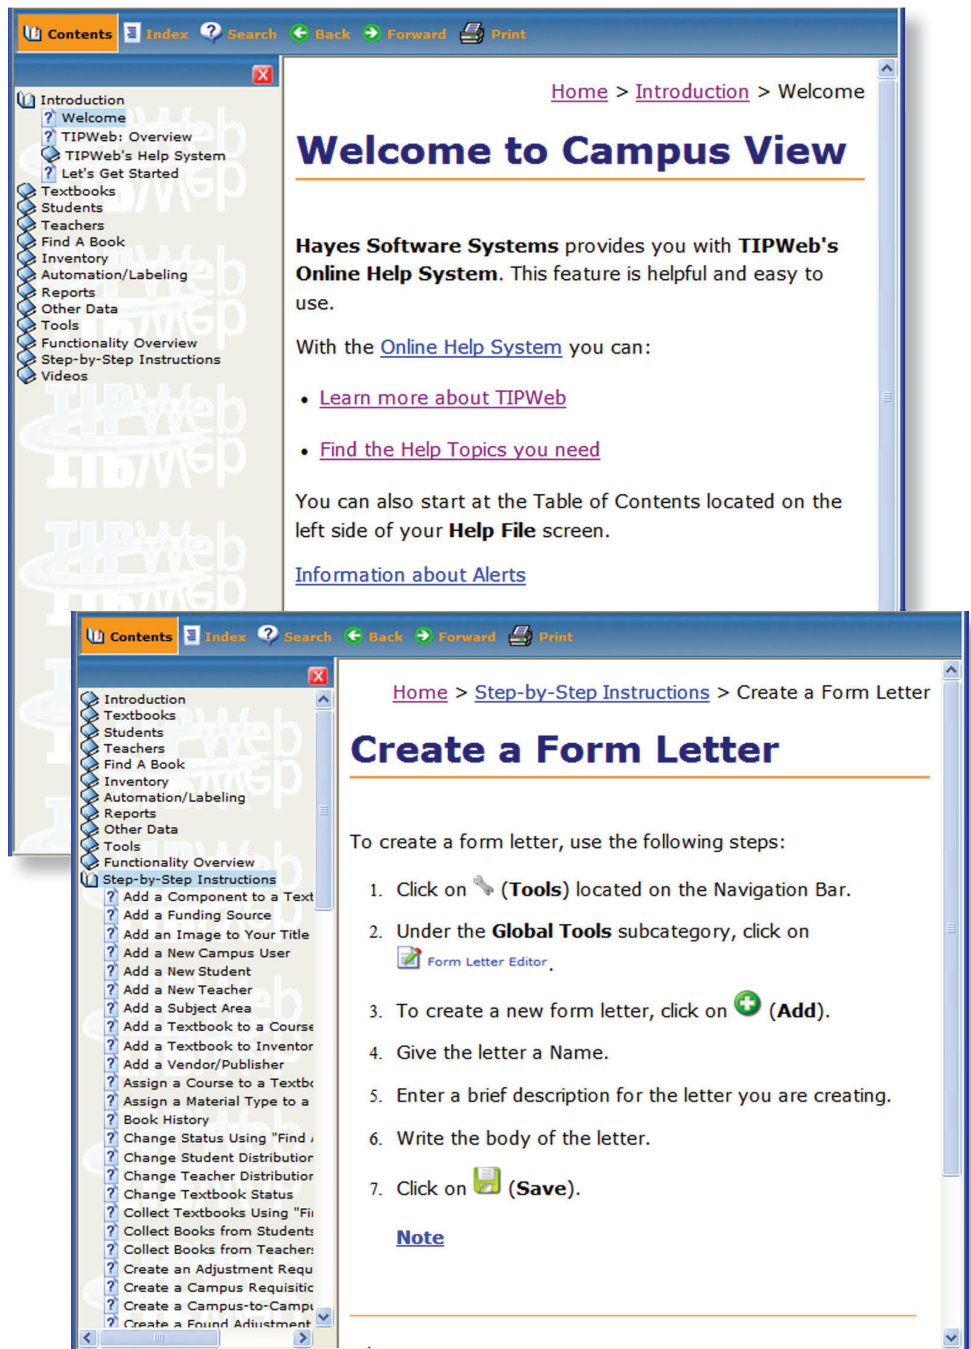 Contents Index Search Back Forward Print
Introduction
Welcome
TIPWeb: Overview
TIPWeb's Help System
Let's Get Started
Textbooks
Students
Teachers
Find A Book
Inventory
Automation/Labeling
Reports
Other Data
Tools
Functionality Overview
Step-by-Step Instructions
Videos
Home > Introduction > Welcome
Welcome to Campus View
Hayes Software Systems provides you with TIPWeb's
Online Help System. This feature is helpful and easy to
use.
With the Online Help System you can:
• Learn more about TIPWeb
• Find the Help Topics you need
You can also start at the Table of Contents located on the
left side of your Help File screen.
Information about Alerts
Contents Index Search Back Forward Print
Introduction
Textbooks
Students
Teachers
Find A Book
Inventory
Automation/Labeling
Reports
Other Data
Tools
Functionality Overview
Step-by-Step Instructions
Add a Component to a Text
Add a Funding Source
Add an Image to Your Title
Add a New Campus User
Add a New Student
Add a New Teacher
Add a Subject Area
Add a Textbook to a Course
Add a Textbook to Inventor
Add a Vendor/Publisher
Assign a Course to a Textbo
Assign a Material Type to a
Book History
Change Status Using "Find
Change Student Distribution
Change Teacher Distribution
Change Textbook Status
Collect Textbooks Using "Fi
Collect Books from Students
Collect Books from Teachers
Create an Adjustment Requ
Create a Campus Requisitic
Create a Campus-to-Campu
Create a Found Adjustment
Home > Step-by-Step Instructions > Create a Form Letter
Create a Form Letter
To create a form letter, use the following steps:
1. Click on (Tools) located on the Navigation Bar.
2. Under the Global Tools subcategory, click on
Form Letter Editor.
3. To create a new form letter, click on (Add).
4. Give the letter a Name.
5. Enter a brief description for the letter you are creating.
6. Write the body of the letter.
7. Click on (Save).
Note